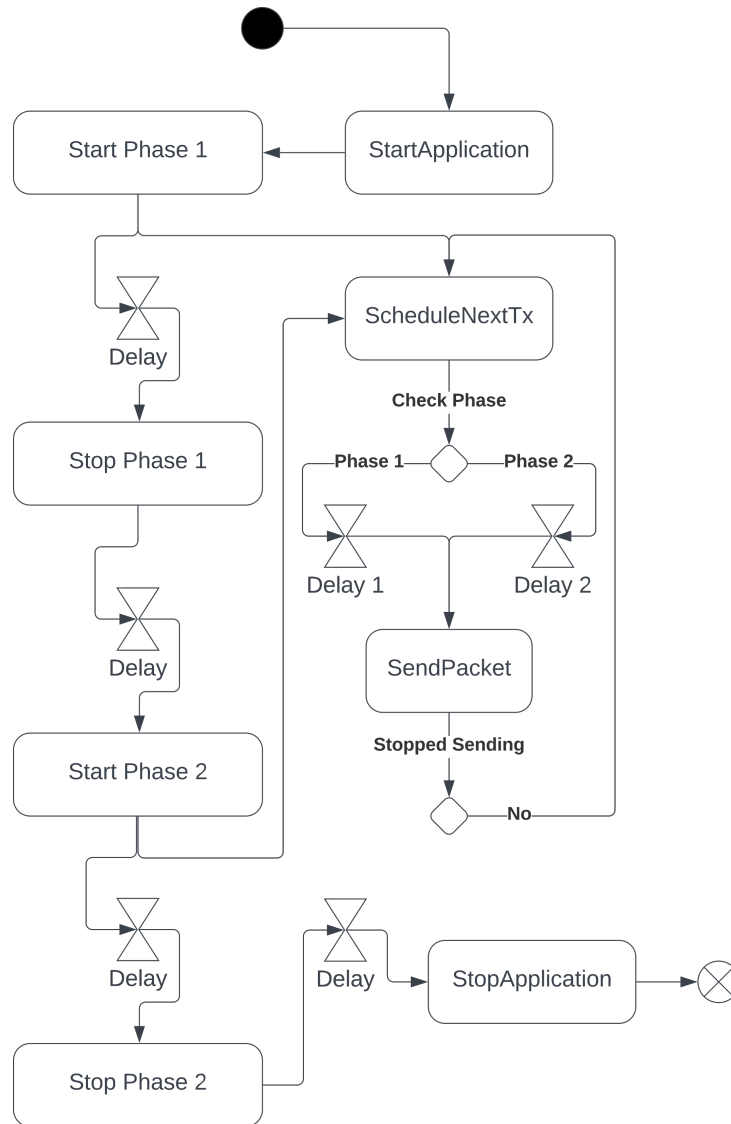 Start Phase 1
StartApplication
ScheduleNextTx
Delay
Check Phase
Stop Phase 1
Phase 1
Phase 2
Delay 1
Delay 2
Delay
SendPacket
Stopped Sending
Start Phase 2
No
Delay
Delay
StopApplication
Stop Phase 2